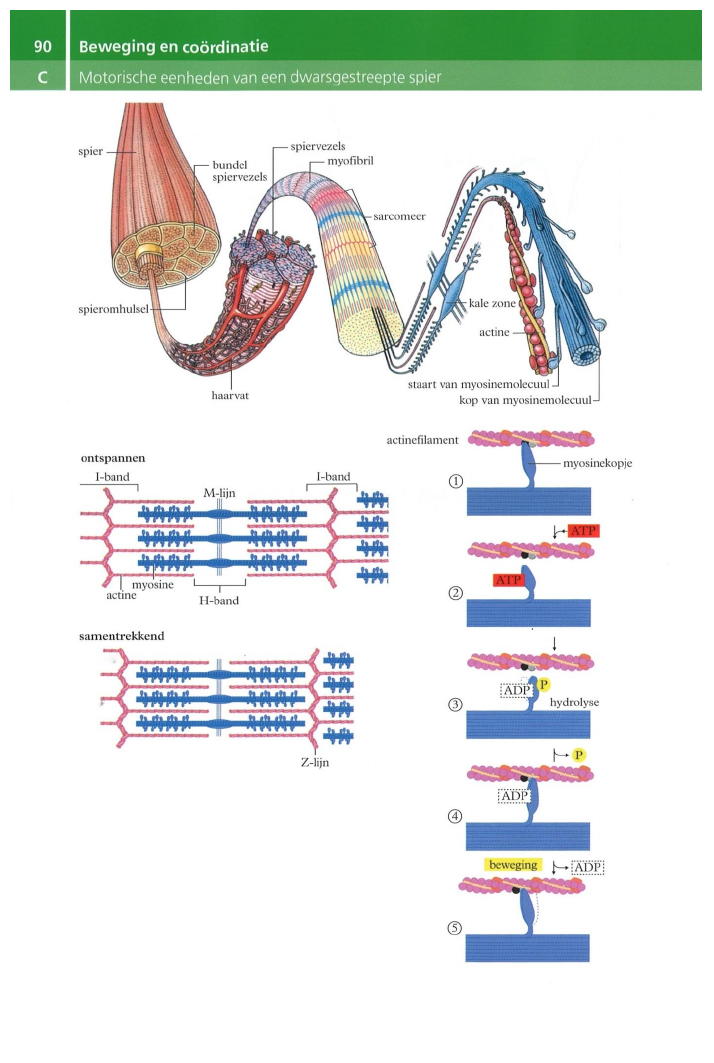 90 Beweging en coördinatie
C Motorische eenheden van een dwarsgestreepte spier
spier
bundel
spiervezels
spiervezels
myofibril
sarcomeer
kale zone
actine
spieromhulsel
haarvat
staart van myosinemolecuul
kop van myosinemolecuul
ontspannen
I-band
M-lijn
I-band
actine
myosine
H-band
samentrekkend
Z-lijn
actinefilament
myosinekopje
1
ATP
ATP
2
ADP
P
hydrolyse
3
P
ADP
4
beweging
ADP
5